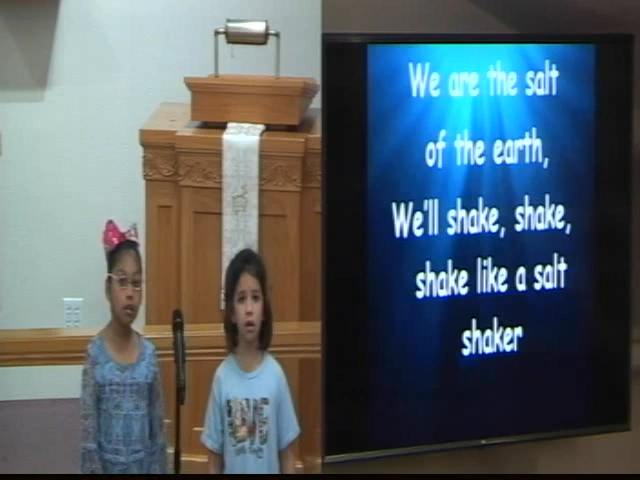 We are the salt
of the earth,
We'll shake, shake,
shake like a salt
shaker